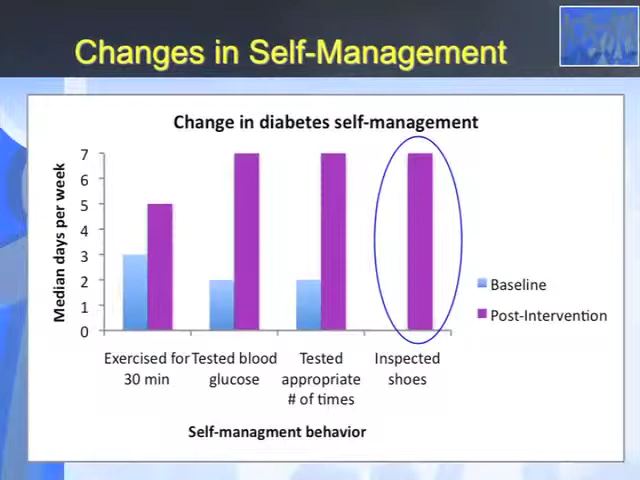 Changes in Self-Management
Change in diabetes self-management
Median days per week
7
6
5
4
3
2
1
0
Exercised for
30 min
Tested blood
glucose
Tested
appropriate
# of times
Inspected
shoes
Self-managment behavior
Baseline
Post-Intervention